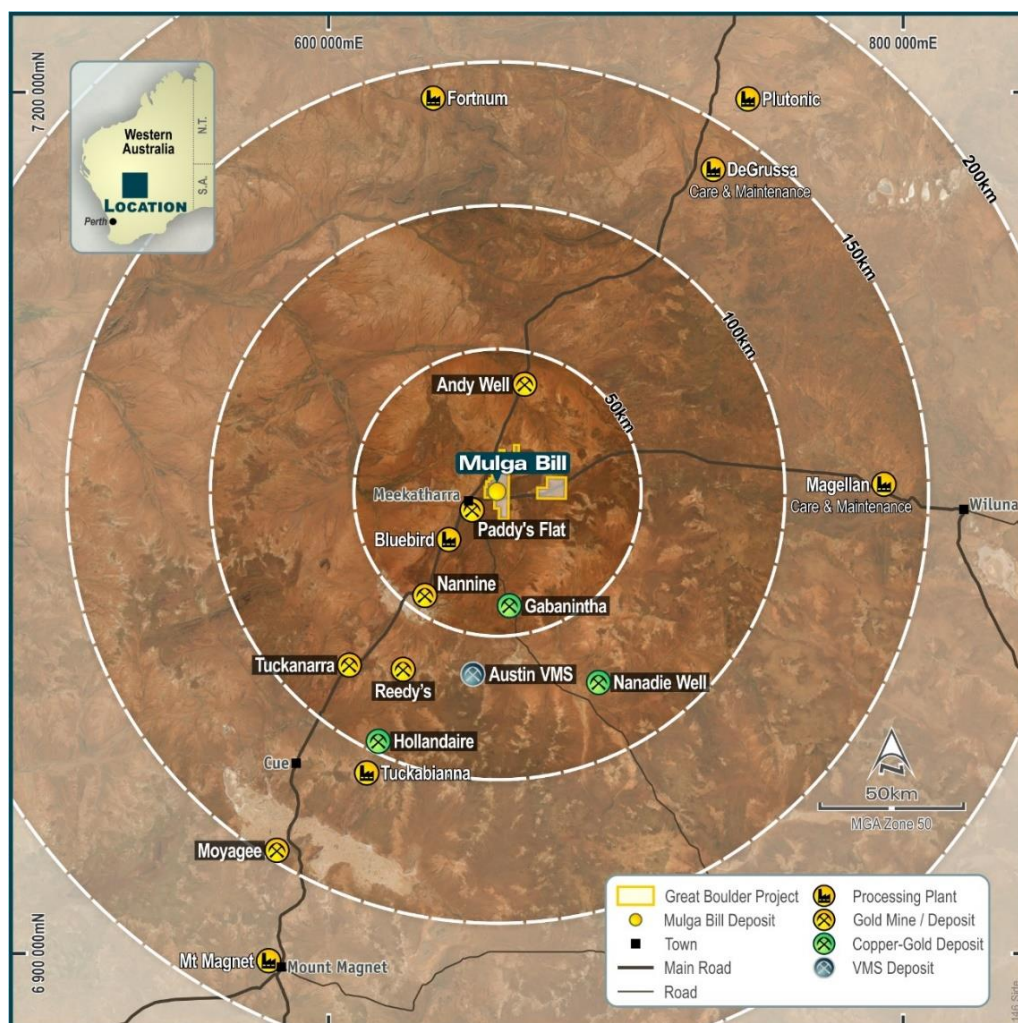 600 000mE
800 000mE
7 200 000mN
Western
Australia
N.T.
S.A.
LOCATION
Perth
Fortnum
Plutonic
DeGrussa
Care & Maintenance
200km
150km
100km
50km
Andy Well
Mulga Bill
Meekatharra
Paddy's Flat
Bluebird
Magellan
Care & Maintenance
Wiluna
Nannine
Gabanintha
Tuckanarra
Reedy's
Austin VMS
Nanadie Well
Hollandaire
Cue
Tuckabianna
50km
MGA Zone 50
Moyagee
6 900 000mN
Mt Magnet
Mount Magnet
Great Boulder Project
Mulga Bill Deposit
Town
Main Road
Road
Processing Plant
Gold Mine / Deposit
Copper-Gold Deposit
VMS Deposit